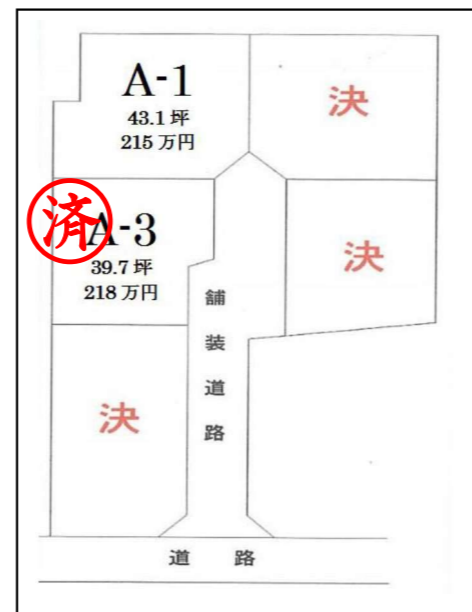 A-1
43.1 坪
215 万円
決
済
A-3
39.7 坪
218 万円
決
舗装道路
決
道 路